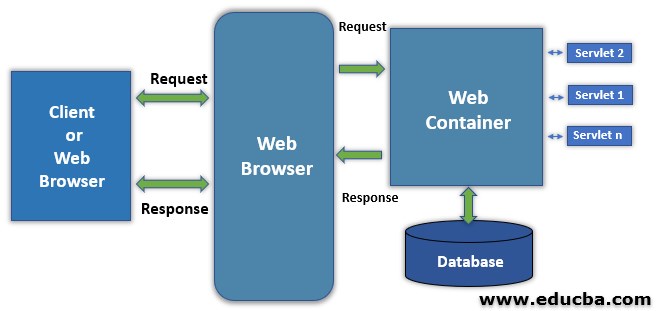 Client
or
Web
Browser
Request
Response
Web
Browser
Request
Response
Web
Container
Servlet 2
Servlet 1
Servlet n
Database
www.educba.com